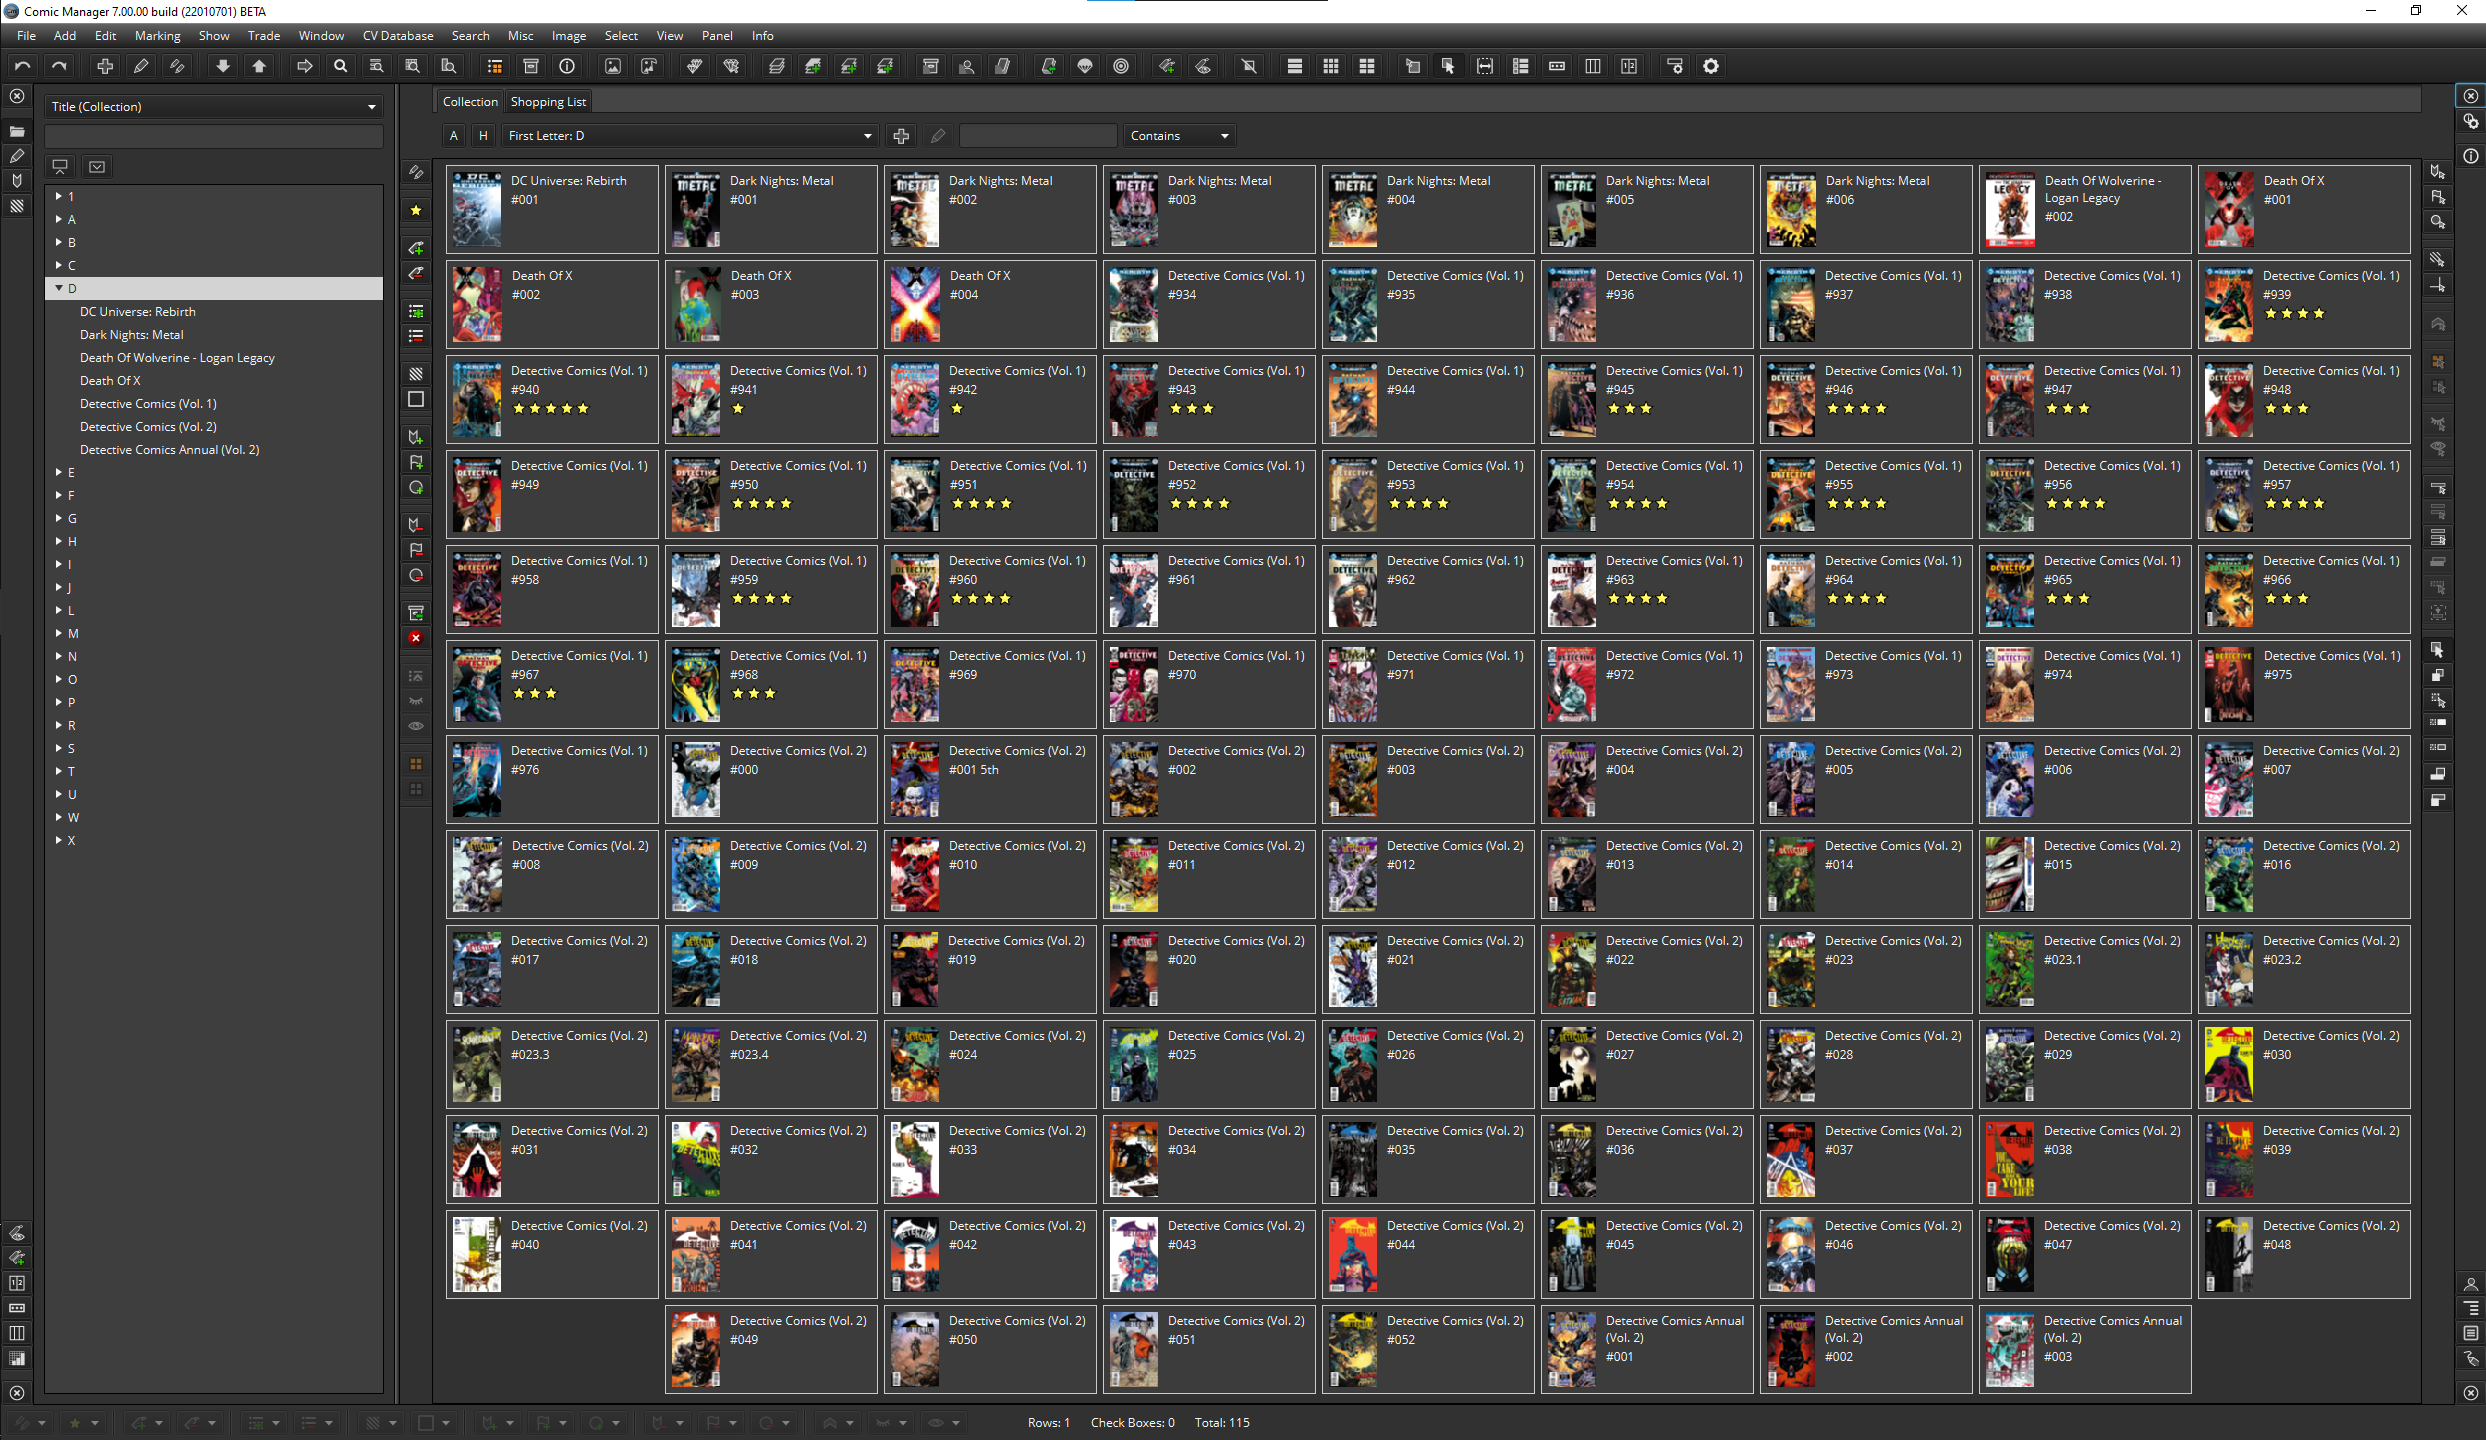 Comic Manager 7.00.00 build (22010701) BETA
File Add Edit Marking Show Trade Window CV Database Search Misc Image Select View Panel Info
Title (Collection)
1
A
B
C
D
DC Universe: Rebirth
Dark Nights: Metal
Death Of Wolverine - Logan Legacy
Death Of X
Detective Comics (Vol. 1)
Detective Comics (Vol. 2)
Detective Comics Annual (Vol. 2)
E
F
G
H
I
J
L
M
N
O
P
R
S
T
U
W
X
Collection Shopping List
A H First Letter: D Contains
DC Universe: Rebirth
#001
Dark Nights: Metal
#001
Dark Nights: Metal
#002
Dark Nights: Metal
#003
Dark Nights: Metal
#004
Dark Nights: Metal
#005
Dark Nights: Metal
#006
Death Of Wolverine -
Logan Legacy
#002
Death Of X
#001
Death Of X
#002
Death Of X
#003
Death Of X
#004
Detective Comics (Vol. 1)
#934
Detective Comics (Vol. 1)
#935
Detective Comics (Vol. 1)
#936
Detective Comics (Vol. 1)
#937
Detective Comics (Vol. 1)
#938
Detective Comics (Vol. 1)
#939
Detective Comics (Vol. 1)
#940
Detective Comics (Vol. 1)
#941
Detective Comics (Vol. 1)
#942
Detective Comics (Vol. 1)
#943
Detective Comics (Vol. 1)
#944
Detective Comics (Vol. 1)
#945
Detective Comics (Vol. 1)
#946
Detective Comics (Vol. 1)
#947
Detective Comics (Vol. 1)
#948
Detective Comics (Vol. 1)
#949
Detective Comics (Vol. 1)
#950
Detective Comics (Vol. 1)
#951
Detective Comics (Vol. 1)
#952
Detective Comics (Vol. 1)
#953
Detective Comics (Vol. 1)
#954
Detective Comics (Vol. 1)
#955
Detective Comics (Vol. 1)
#956
Detective Comics (Vol. 1)
#957
Detective Comics (Vol. 1)
#958
Detective Comics (Vol. 1)
#959
Detective Comics (Vol. 1)
#960
Detective Comics (Vol. 1)
#961
Detective Comics (Vol. 1)
#962
Detective Comics (Vol. 1)
#963
Detective Comics (Vol. 1)
#964
Detective Comics (Vol. 1)
#965
Detective Comics (Vol. 1)
#966
Detective Comics (Vol. 1)
#967
Detective Comics (Vol. 1)
#968
Detective Comics (Vol. 1)
#969
Detective Comics (Vol. 1)
#970
Detective Comics (Vol. 1)
#971
Detective Comics (Vol. 1)
#972
Detective Comics (Vol. 1)
#973
Detective Comics (Vol. 1)
#974
Detective Comics (Vol. 1)
#975
Detective Comics (Vol. 1)
#976
Detective Comics (Vol. 2)
#000
Detective Comics (Vol. 2)
#001 5th
Detective Comics (Vol. 2)
#002
Detective Comics (Vol. 2)
#003
Detective Comics (Vol. 2)
#004
Detective Comics (Vol. 2)
#005
Detective Comics (Vol. 2)
#006
Detective Comics (Vol. 2)
#007
Detective Comics (Vol. 2)
#008
Detective Comics (Vol. 2)
#009
Detective Comics (Vol. 2)
#010
Detective Comics (Vol. 2)
#011
Detective Comics (Vol. 2)
#012
Detective Comics (Vol. 2)
#013
Detective Comics (Vol. 2)
#014
Detective Comics (Vol. 2)
#015
Detective Comics (Vol. 2)
#016
Detective Comics (Vol. 2)
#017
Detective Comics (Vol. 2)
#018
Detective Comics (Vol. 2)
#019
Detective Comics (Vol. 2)
#020
Detective Comics (Vol. 2)
#021
Detective Comics (Vol. 2)
#022
Detective Comics (Vol. 2)
#023
Detective Comics (Vol. 2)
#023.1
Detective Comics (Vol. 2)
#023.2
Detective Comics (Vol. 2)
#023.3
Detective Comics (Vol. 2)
#023.4
Detective Comics (Vol. 2)
#024
Detective Comics (Vol. 2)
#025
Detective Comics (Vol. 2)
#026
Detective Comics (Vol. 2)
#027
Detective Comics (Vol. 2)
#028
Detective Comics (Vol. 2)
#029
Detective Comics (Vol. 2)
#030
Detective Comics (Vol. 2)
#031
Detective Comics (Vol. 2)
#032
Detective Comics (Vol. 2)
#033
Detective Comics (Vol. 2)
#034
Detective Comics (Vol. 2)
#035
Detective Comics (Vol. 2)
#036
Detective Comics (Vol. 2)
#037
Detective Comics (Vol. 2)
#038
Detective Comics (Vol. 2)
#039
Detective Comics (Vol. 2)
#040
Detective Comics (Vol. 2)
#041
Detective Comics (Vol. 2)
#042
Detective Comics (Vol. 2)
#043
Detective Comics (Vol. 2)
#044
Detective Comics (Vol. 2)
#045
Detective Comics (Vol. 2)
#046
Detective Comics (Vol. 2)
#047
Detective Comics (Vol. 2)
#048
Detective Comics (Vol. 2)
#049
Detective Comics (Vol. 2)
#050
Detective Comics (Vol. 2)
#051
Detective Comics (Vol. 2)
#052
Detective Comics Annual
(Vol. 2)
#001
Detective Comics Annual
(Vol. 2)
#002
Detective Comics Annual
(Vol. 2)
#003
Rows: 1 Check Boxes: 0 Total: 115